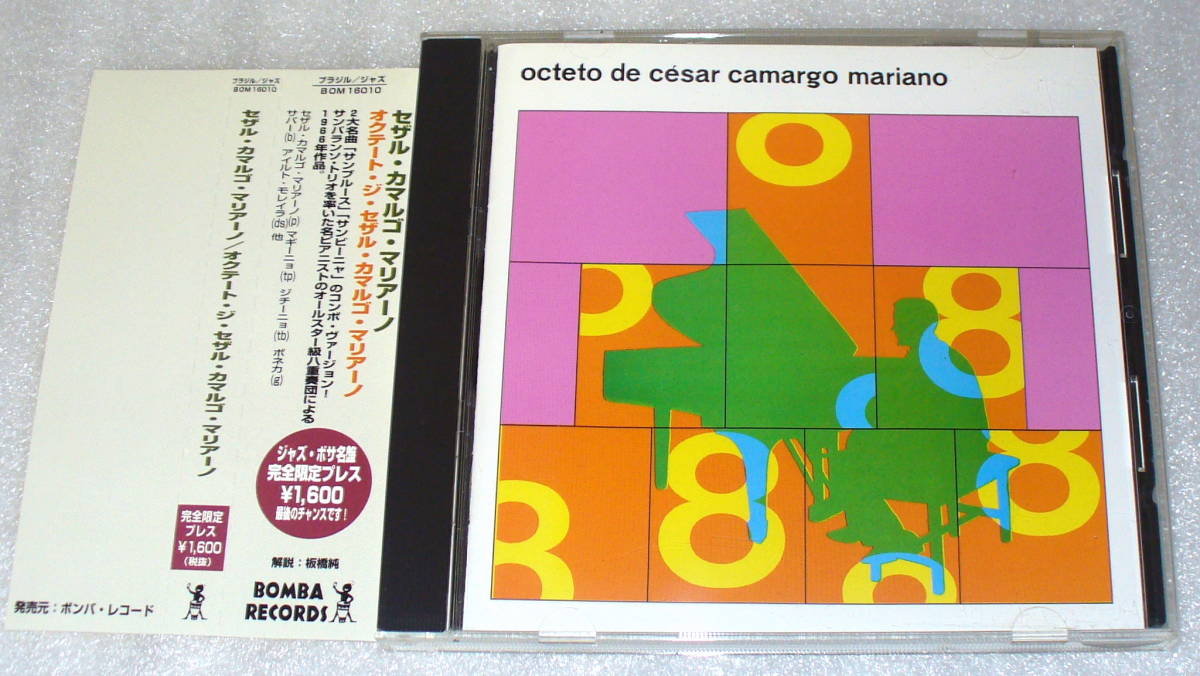 ブラジル/ジャズ
BOM 16010
セザル・カマルゴ・マリアーノ/オクテート・ジ・セザル・カマルゴ・マリアーノ
完全限定
プレス
¥1,600
(税抜)
発売元:ボンバ・レコード
ブラジル/ジャズ
BOM 16010
セザル・カマルゴ・マリアーノ
オクテート・ジ・セザル・カマルゴ・マリアーノ
2大名曲「サンブルース」「サンビーニャ」のコンボ・ヴァージョン!
サンバランソ・トリオを率いた名ピアニストのオールスター級八重奏団による
1966年作品。
セザル・カマルゴ・マリアーノ(p) マギーニョ(tp) ジチーニョ(tb) ボネカ(g)
サバー(b) アイルト・モレイラ(ds) 他
ジャズ・ボサ名盤
完全限定プレス
¥1,600
最後のチャンスです!
解説:板橋純
BOMBA
RECORDS
octeto de césar camargo mariano
0
8
8
8
8
8